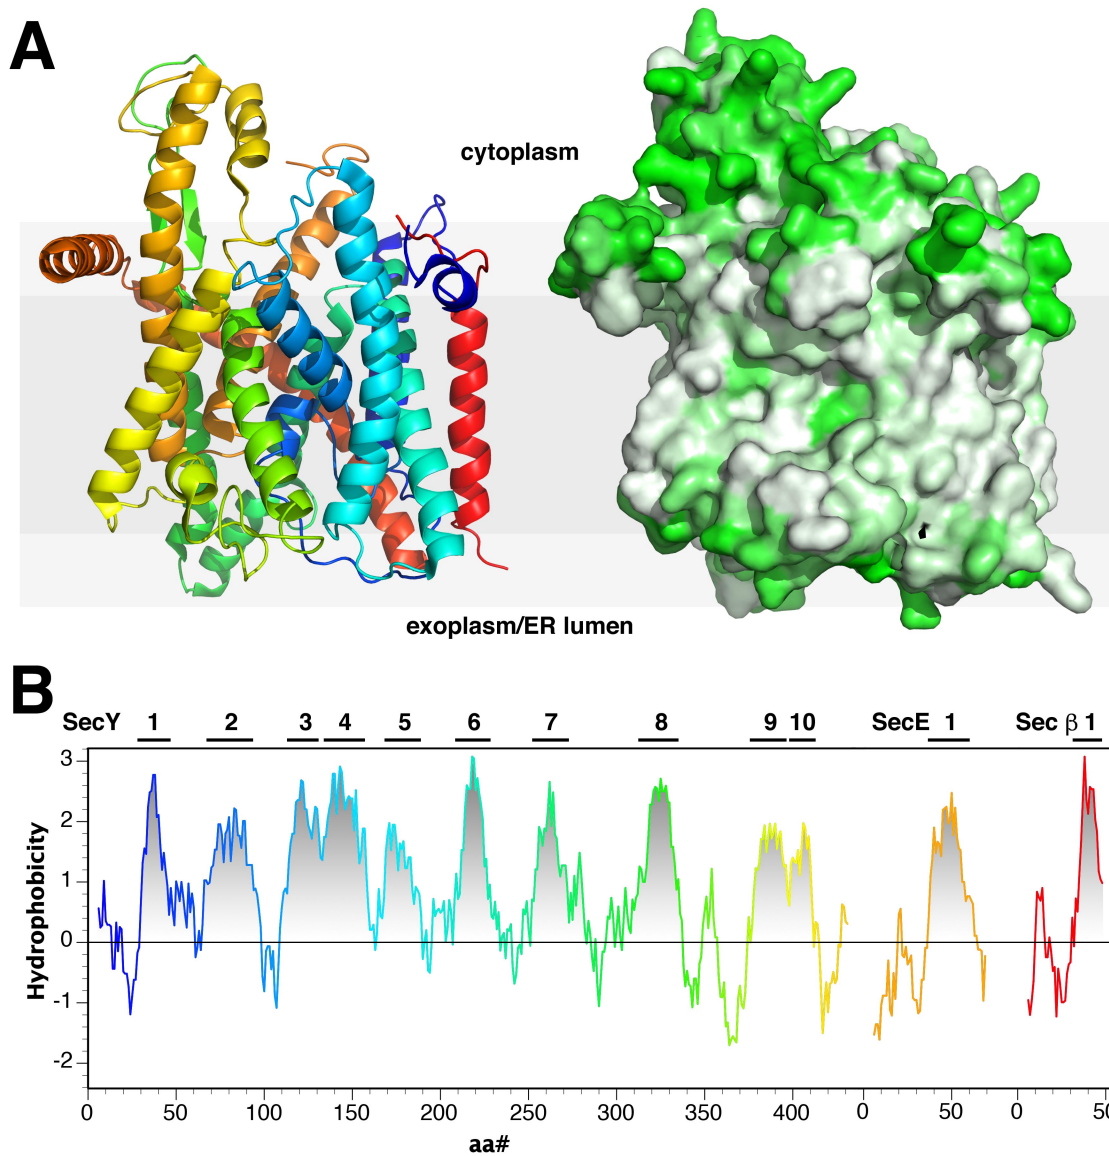 A
cytoplasm
exoplasm/ER lumen
B
SecY 1 2 3 4 5 6 7 8 9 10 SecE 1 Sec β 1
Hydrophobicity
3
2
1
0
-1
-2
0 50 100 150 200 250 300 350 400 0 50 0 50
aa#